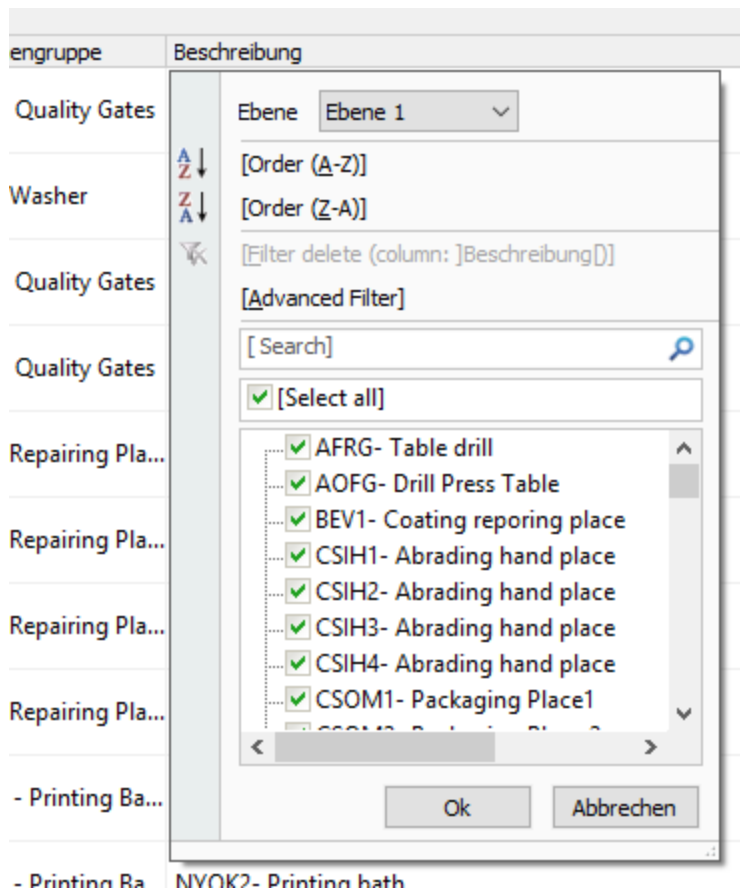 engruppe Beschreibung
Quality Gates
Washer
Quality Gates
Quality Gates
Repairing Pla...
Repairing Pla...
Repairing Pla...
Repairing Pla...
- Printing Ba...
- Printing Ba... NYOK2- Printing bath
Ebene Ebene 1
[Order (A-Z)]
[Order (Z-A)]
[Filter delete (column: ]Beschreibung[)]
[Advanced Filter]
[ Search]
[Select all]
AFRG- Table drill
AOFG- Drill Press Table
BEV1- Coating reporing place
CSIH1- Abrading hand place
CSIH2- Abrading hand place
CSIH3- Abrading hand place
CSIH4- Abrading hand place
CSOM1- Packaging Place1
Ok Abbrechen